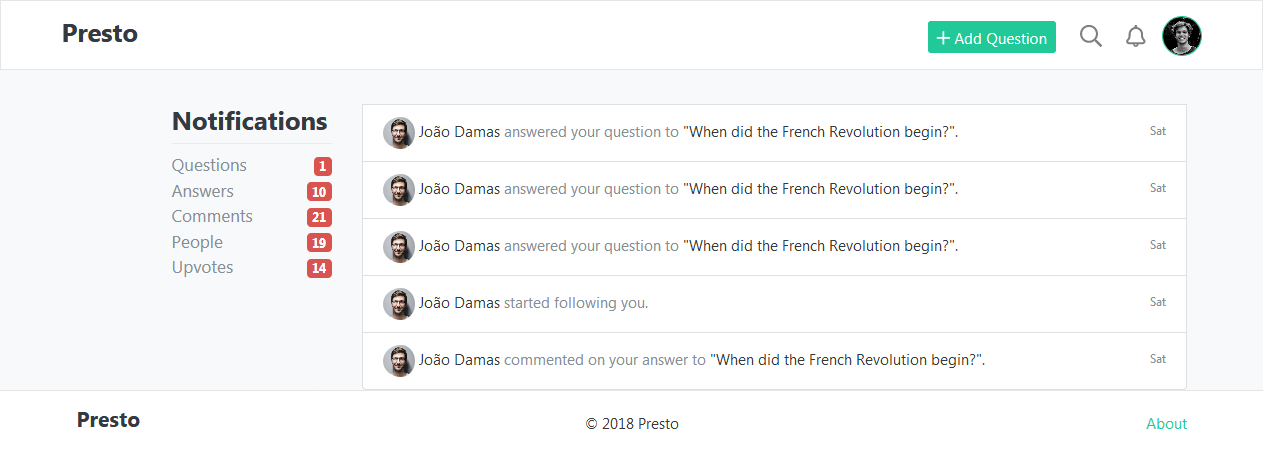 Presto
+ Add Question
Notifications
Questions 1
Answers 10
Comments 21
People 19
Upvotes 14
João Damas answered your question to "When did the French Revolution begin?". Sat
João Damas answered your question to "When did the French Revolution begin?". Sat
João Damas answered your question to "When did the French Revolution begin?". Sat
João Damas started following you. Sat
João Damas commented on your answer to "When did the French Revolution begin?". Sat
Presto
© 2018 Presto
About